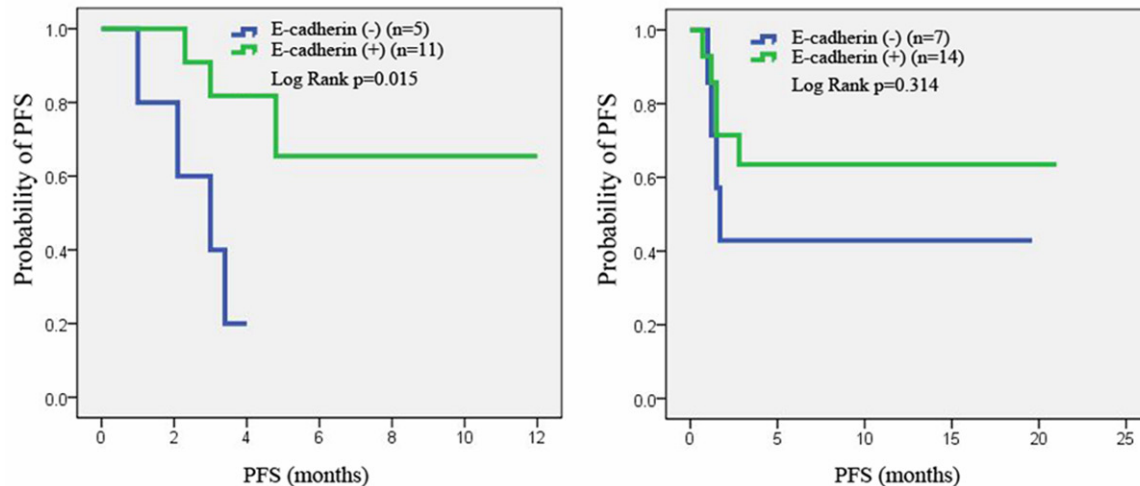 E-cadherin (-) (n=5)
E-cadherin (+) (n=11)
Log Rank p=0.015
Probability of PFS
1.0
0.8
0.6
0.4
0.2
0.0
0 2 4 6 8 10 12
PFS (months)
E-cadherin (-) (n=7)
E-cadherin (+) (n=14)
Log Rank p=0.314
Probability of PFS
1.0
0.8
0.6
0.4
0.2
0.0
0 5 10 15 20 25
PFS (months)